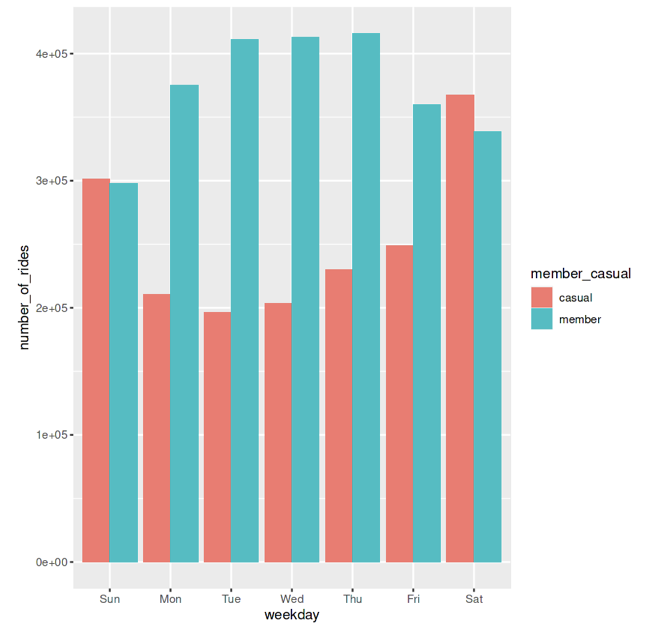 4e+05
3e+05
2e+05
1e+05
0e+00
number_of_rides
Sun Mon Tue Wed Thu Fri Sat
weekday
member_casual
casual
member